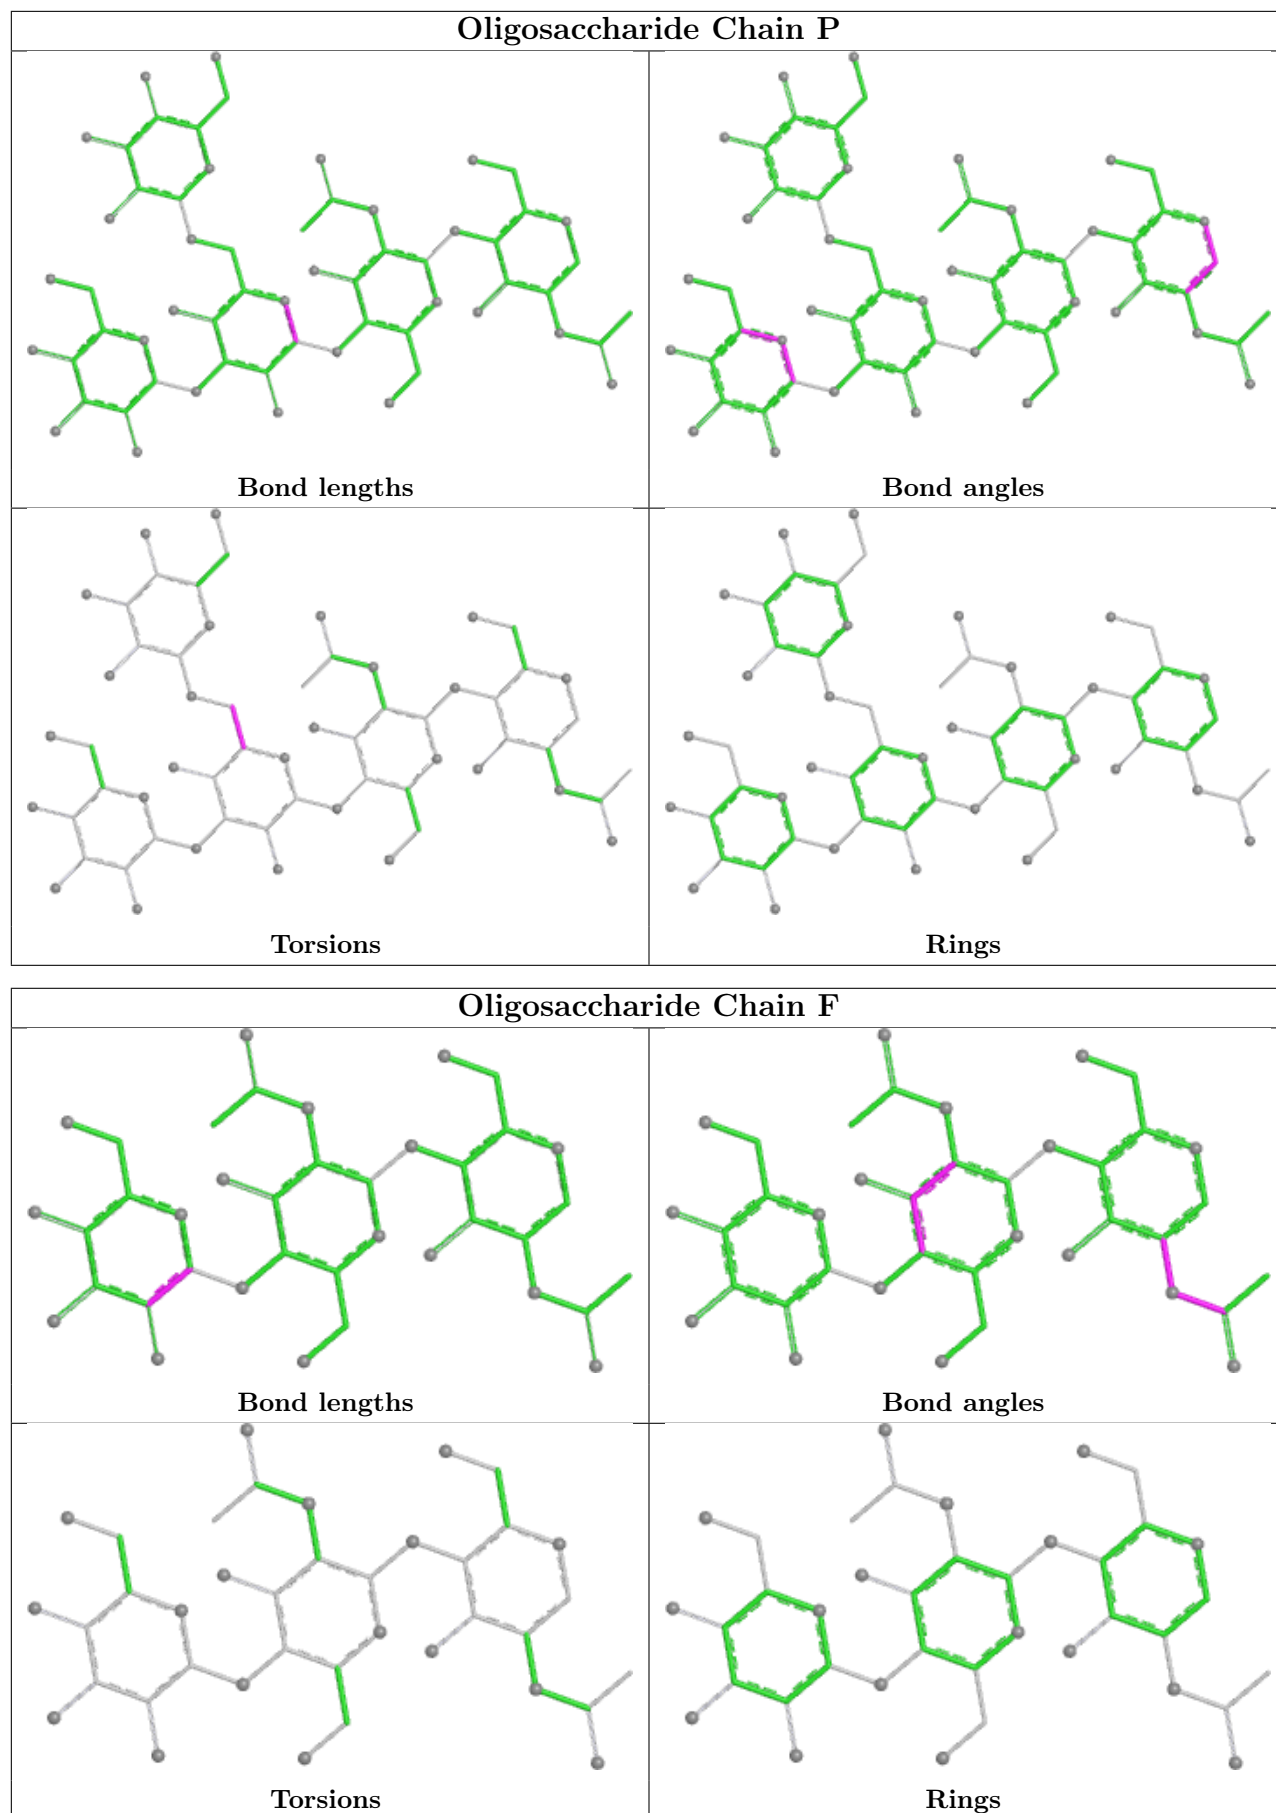 Oligosaccharide Chain P
Bond lengths
Bond angles
Torsions
Rings
Oligosaccharide Chain F
Bond lengths
Bond angles
Torsions
Rings